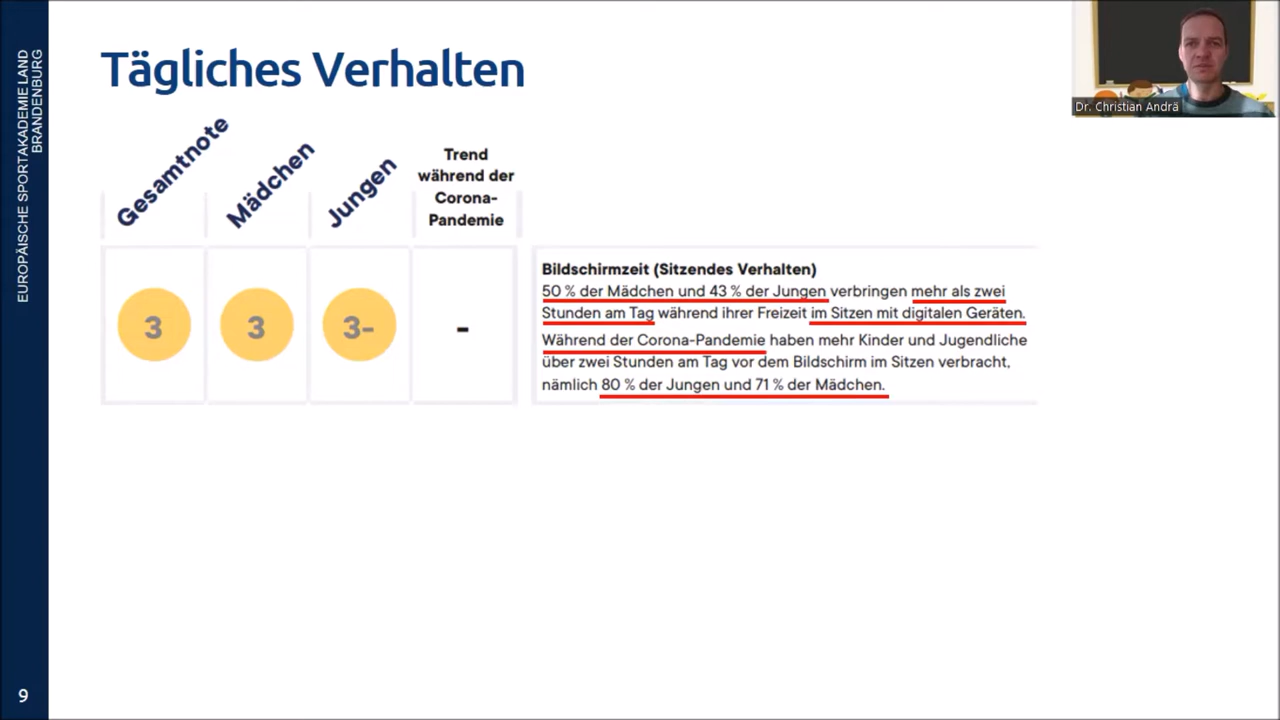 EUROPÄISCHE SPORTAKADEMIE LAND
BRANDENBURG
Tägliches Verhalten
Dr. Christian Andrä
Gesamtnote
Mädchen
Jungen
Trend
während der
Corona-
Pandemie
3
3
3-
-
Bildschirmzeit (Sitzendes Verhalten)
50 % der Mädchen und 43 % der Jungen verbringen mehr als zwei
Stunden am Tag während ihrer Freizeit im Sitzen mit digitalen Geräten.
Während der Corona-Pandemie haben mehr Kinder und Jugendliche
über zwei Stunden am Tag vor dem Bildschirm im Sitzen verbracht,
nämlich 80 % der Jungen und 71 % der Mädchen.
9